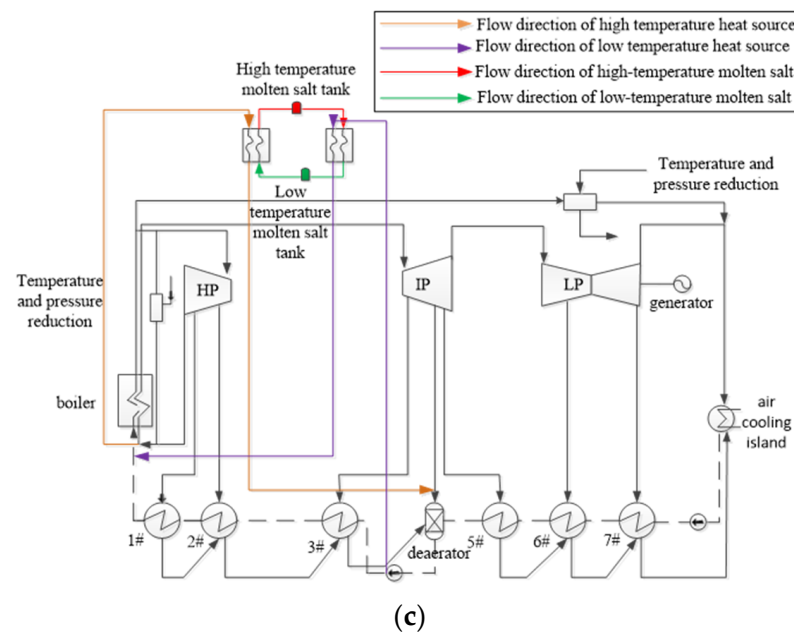 Flow direction of high temperature heat source
Flow direction of low temperature heat source
Flow direction of high-temperature molten salt
Flow direction of low-temperature molten salt
High temperature
molten salt tank
Low
temperature
molten salt
tank
Temperature and
pressure reduction
Temperature
and pressure
reduction
HP
IP
LP
generator
boiler
air
cooling
island
1#
2#
3#
deaerator
5#
6#
7#
(c)